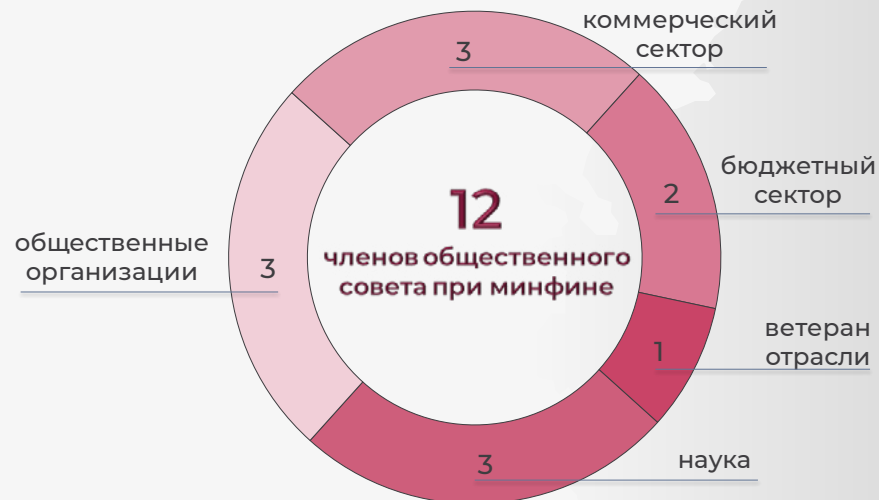 коммерческий
сектор
3
бюджетный
сектор
2
12
членов общественного
совета при минфине
общественные
организации
3
ветеран
отрасли
1
наука
3